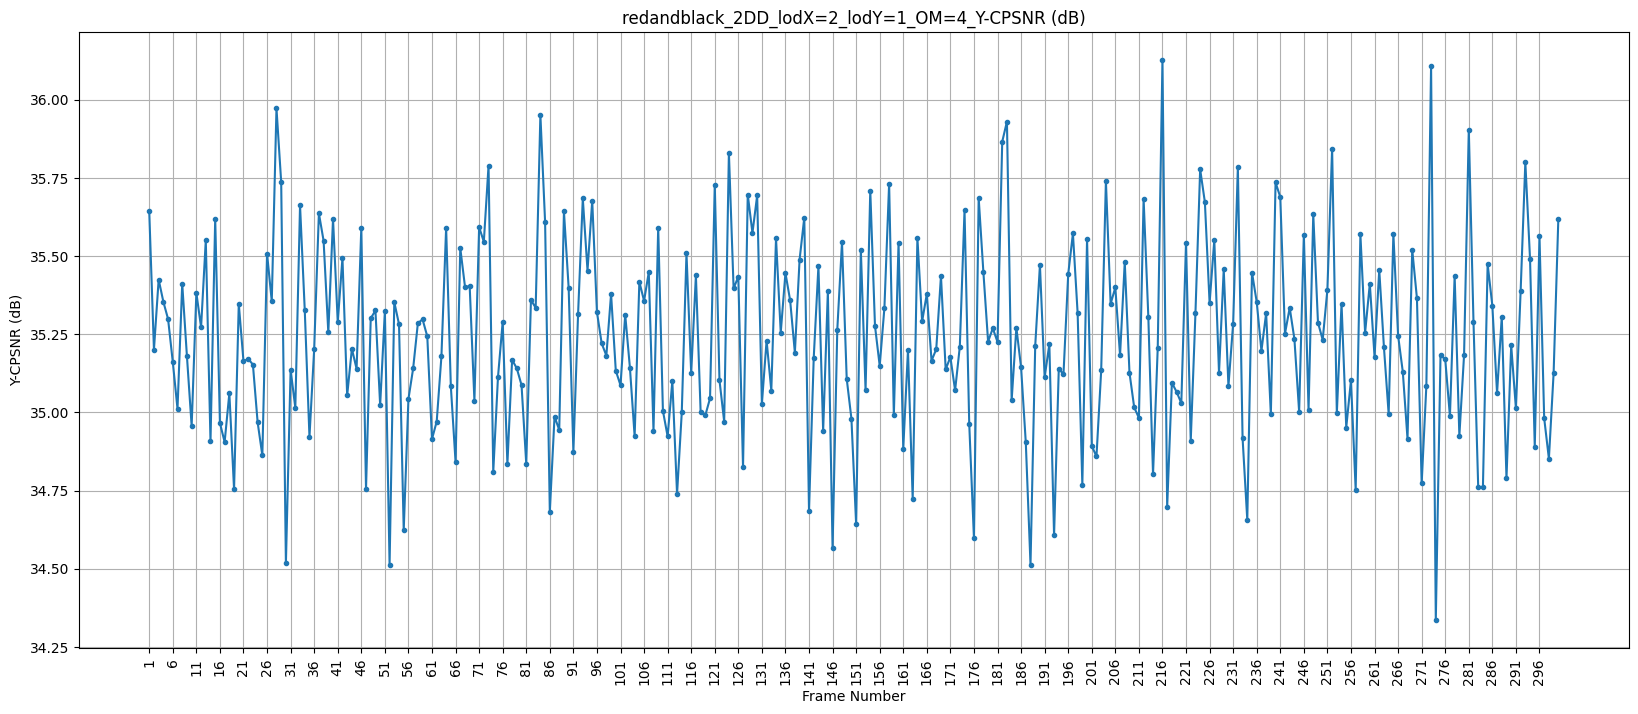 redandblack_2DD_lodX=2_lodY=1_OM=4_Y-CPSNR (dB)
Y-CPSNR (dB)
36.00
35.75
35.50
35.25
35.00
34.75
34.50
34.25
1 6 11 16 21 26 31 36 41 46 51 56 61 66 71 76 81 86 91 96 101 106 111 116 121 126 131 136 141 146 151 156 161 166 171 176 181 186 191 196 201 206 211 216 221 226 231 236 241 246 251 256 261 266 271 276 281 286 291 296
Frame Number